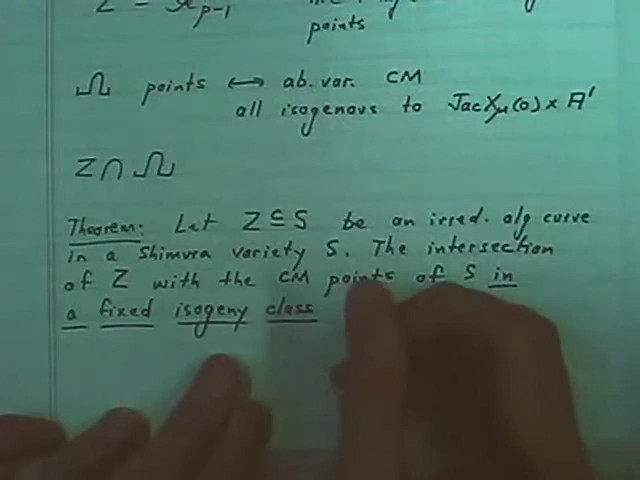 points
points ↔ ab. var. CM
all isogenous to Jac Xμ(0) × A'
Z ∩
Theorem: Let Z ⊆ S be an irred. alg curve
in a Shimura variety S. The intersection
of Z with the CM points of S in
a fixed isogeny class